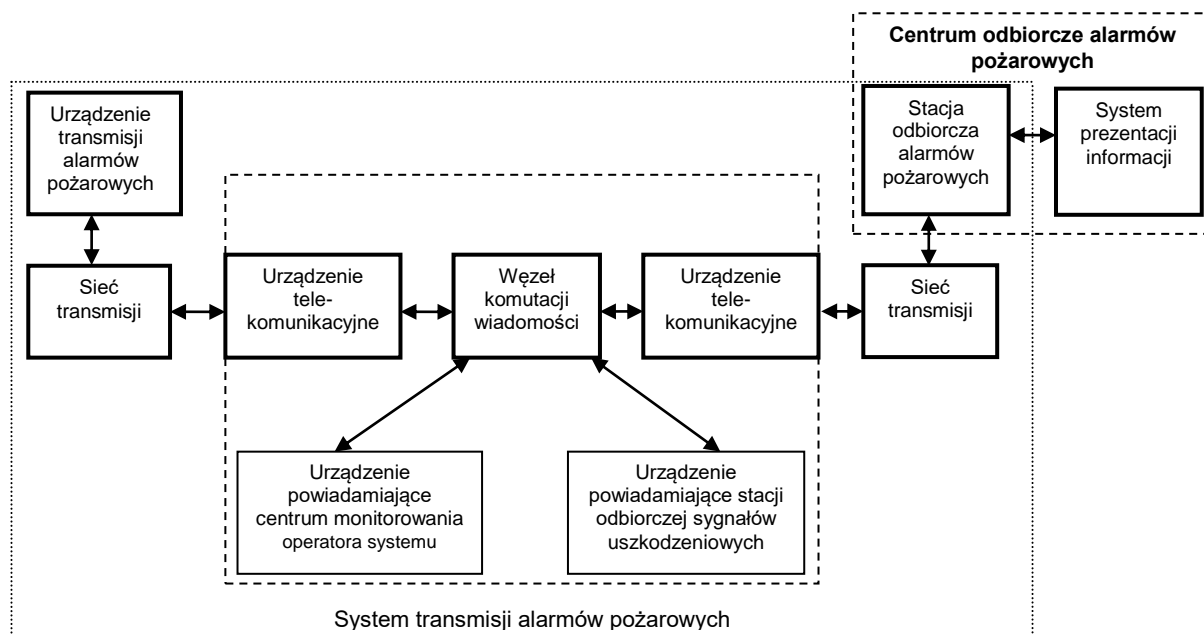 Centrum odbiorcze alarmów
pożarowych
Urządzenie
transmisji
alarmów
pożarowych
Stacja
odbiorcza
alarmów
pożarowych
System
prezentacji
informacji
Sieć
transmisji
Urządzenie
tele-
komunikacyjne
Węzeł
komutacji
wiadomości
Urządzenie
tele-
komunikacyjne
Sieć
transmisji
Urządzenie
powiadamiające
centrum monitorowania
operatora systemu
Urządzenie
powiadamiające stacji
odbiorczej sygnałów
uszkodzeniowych
System transmisji alarmów pożarowych